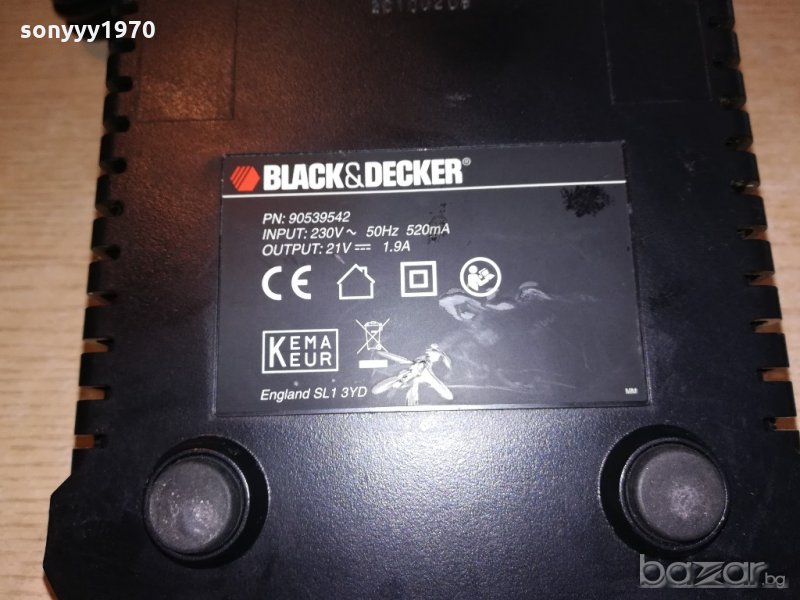 sonyyy1970
BLACK&DECKER®
PN: 90539542
INPUT: 230V ~ 50Hz 520mA
OUTPUT: 21V ⎓ 1.9A
CE
KEMA
EUR
England SL1 3YD
MM
bazar.bg